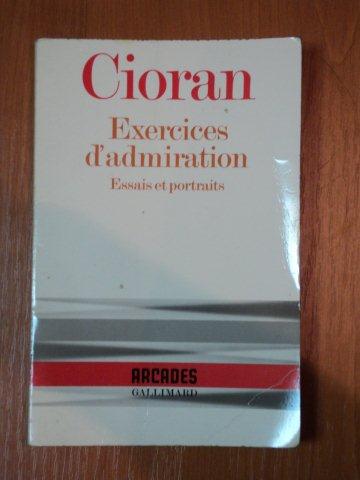 Cioran
Exercices
d'admiration
Essais et portraits
ARCADES
GALLIMARD